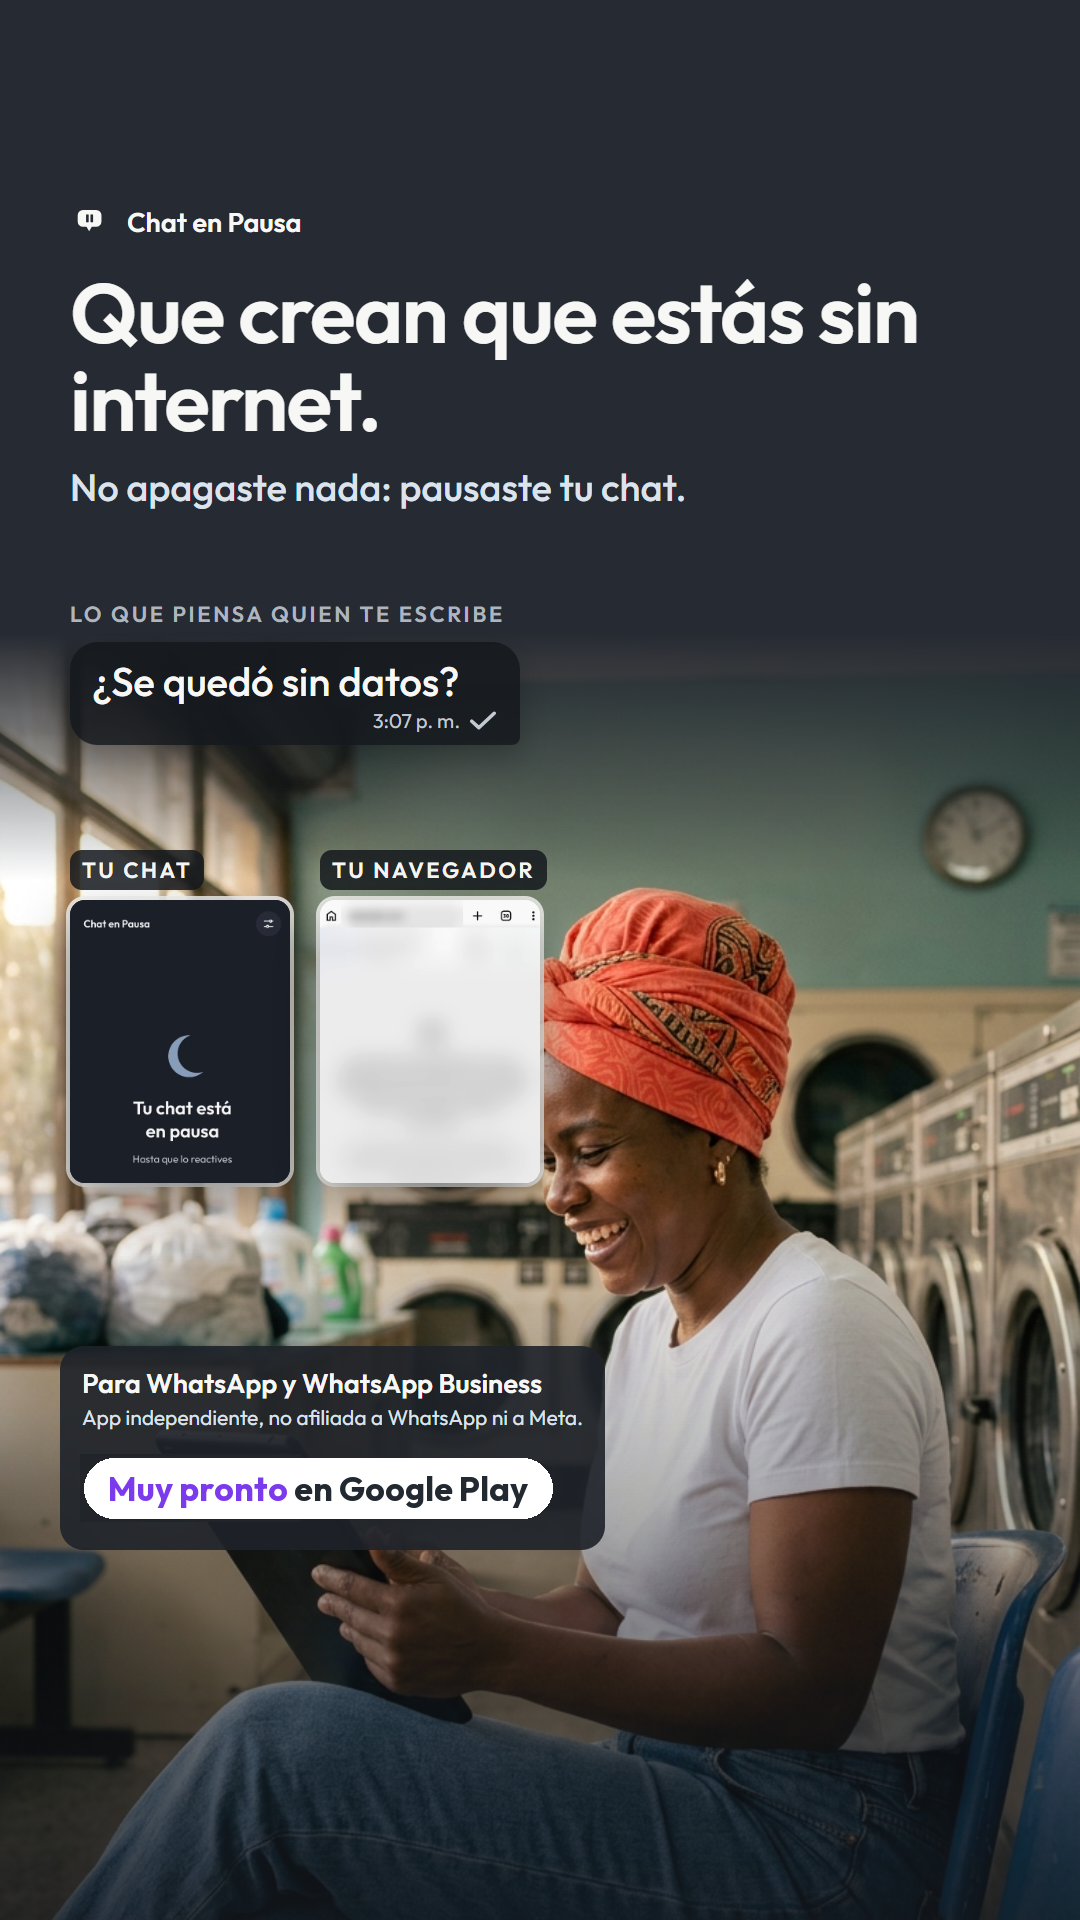 Chat en Pausa
Que crean que estás sin
internet.
No apagaste nada: pausaste tu chat.
LO QUE PIENSA QUIEN TE ESCRIBE
¿Se quedó sin datos?
3:07 p. m.
TU CHAT
TU NAVEGADOR
Chat en Pausa
Tu chat está
en pausa
Hasta que lo reactives
Para WhatsApp y WhatsApp Business
App independiente, no afiliada a WhatsApp ni a Meta.
Muy pronto en Google Play